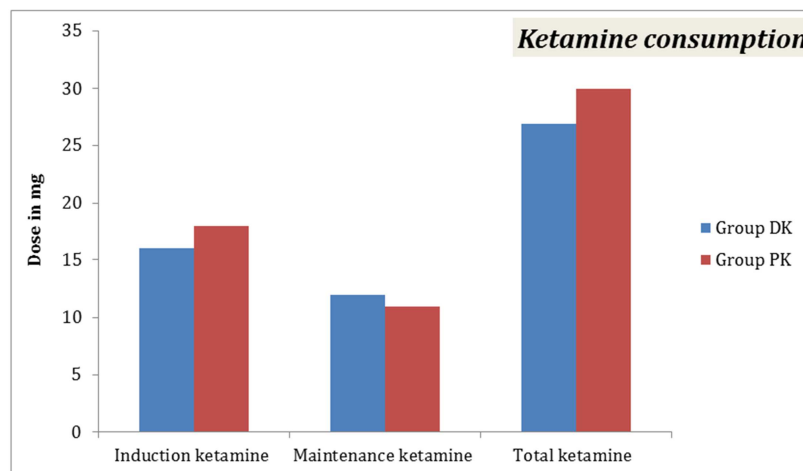 Ketamine consumption
Dose in mg
35
30
25
20
15
10
5
0
Induction ketamine
Maintenance ketamine
Total ketamine
Group DK
Group PK